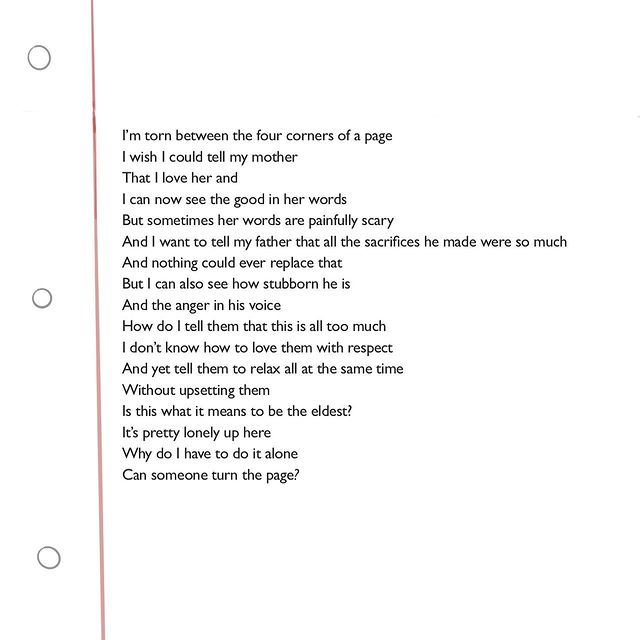 I'm torn between the four corners of a page
I wish I could tell my mother
That I love her and
I can now see the good in her words
But sometimes her words are painfully scary
And I want to tell my father that all the sacrifices he made were so much
And nothing could ever replace that
But I can also see how stubborn he is
And the anger in his voice
How do I tell them that this is all too much
I don't know how to love them with respect
And yet tell them to relax all at the same time
Without upsetting them
Is this what it means to be the eldest?
It's pretty lonely up here
Why do I have to do it alone
Can someone turn the page?